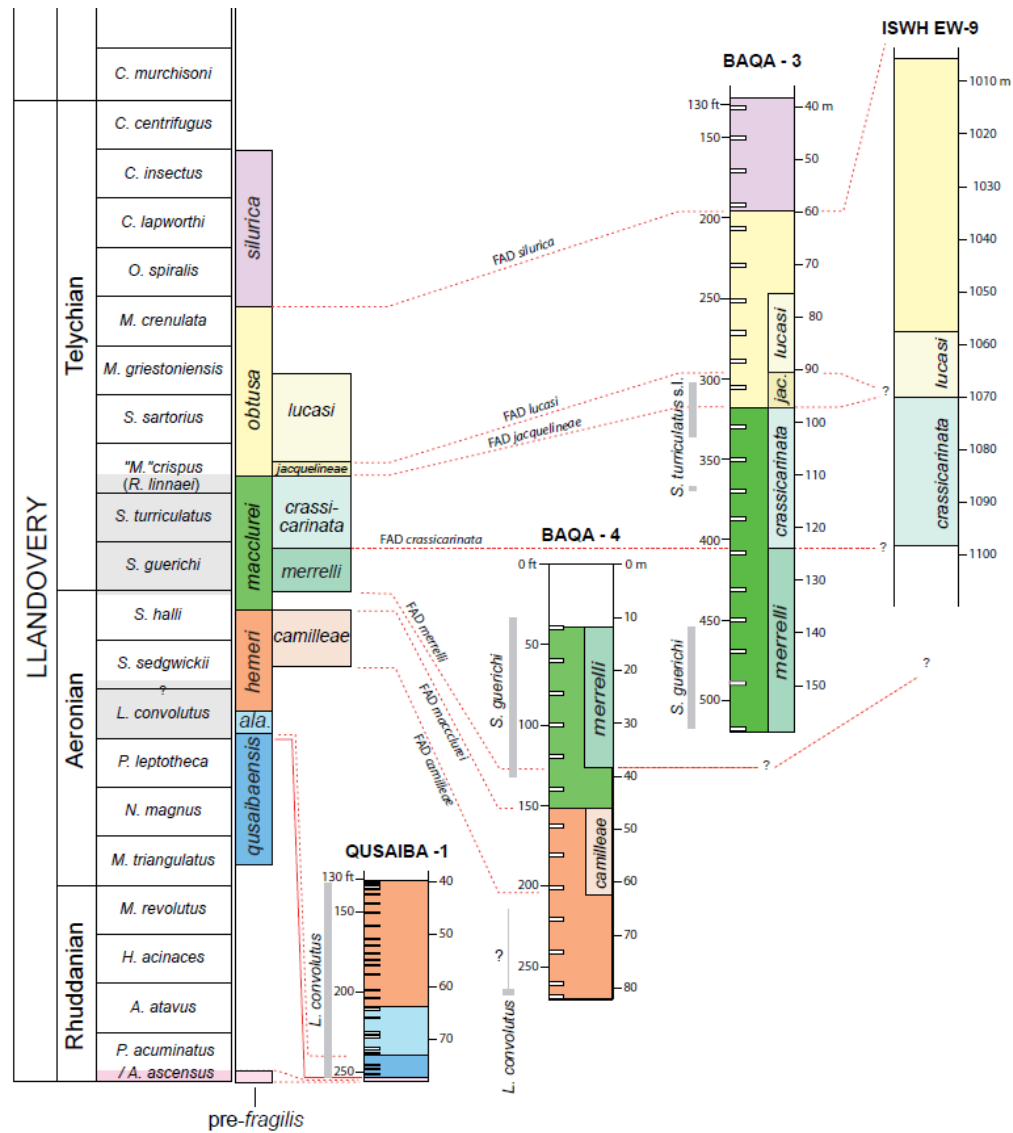 LLANDOVERY
Telychian
Aeronian
Rhuddanian
C. murchisoni
C. centrifugus
C. insectus
C. lapworthi
O. spiralis
M. crenulata
M. griestoniensis
S. sartorius
"M."crispus
(R. linnaei)
S. turriculatus
S. guerichi
S. halli
S. sedgwickii
?
L. convolutus
P. leptotheca
N. magnus
M. triangulatus
M. revolutus
H. acinaces
A. atavus
P. acuminatus
/ A. ascensus
silurica
obtusa
macclurei
hemeri
ala.
qusaibaensis
pre-fragilis
lucasi
jacquelineae
crassi-
carinata
merrelli
camilleae
FAD silurica
FAD lucasi
FAD jacquelineae
FAD crassicarinata
FAD merrelli
FAD maccclurei
FAD camilleae
QUSAIBA -1
130 ft
150
200
250
40
50
60
70
L. convolutus
BAQA - 4
0 ft
50
100
150
200
250
0 m
10
20
30
40
50
60
70
80
S. guerichi
?
L. convolutus
merrelli
camilleae
BAQA - 3
130 ft
150
200
250
300
350
400
450
500
40 m
50
60
70
80
90
100
110
120
130
140
150
S. turriculatus s.l.
S. guerichi
lucasi
jac.
crassicarinata
merrelli
?
?
?
?
ISWH EW-9
1010 m
1020
1030
1040
1050
1060
1070
1080
1090
1100
lucasi
crassicarinata